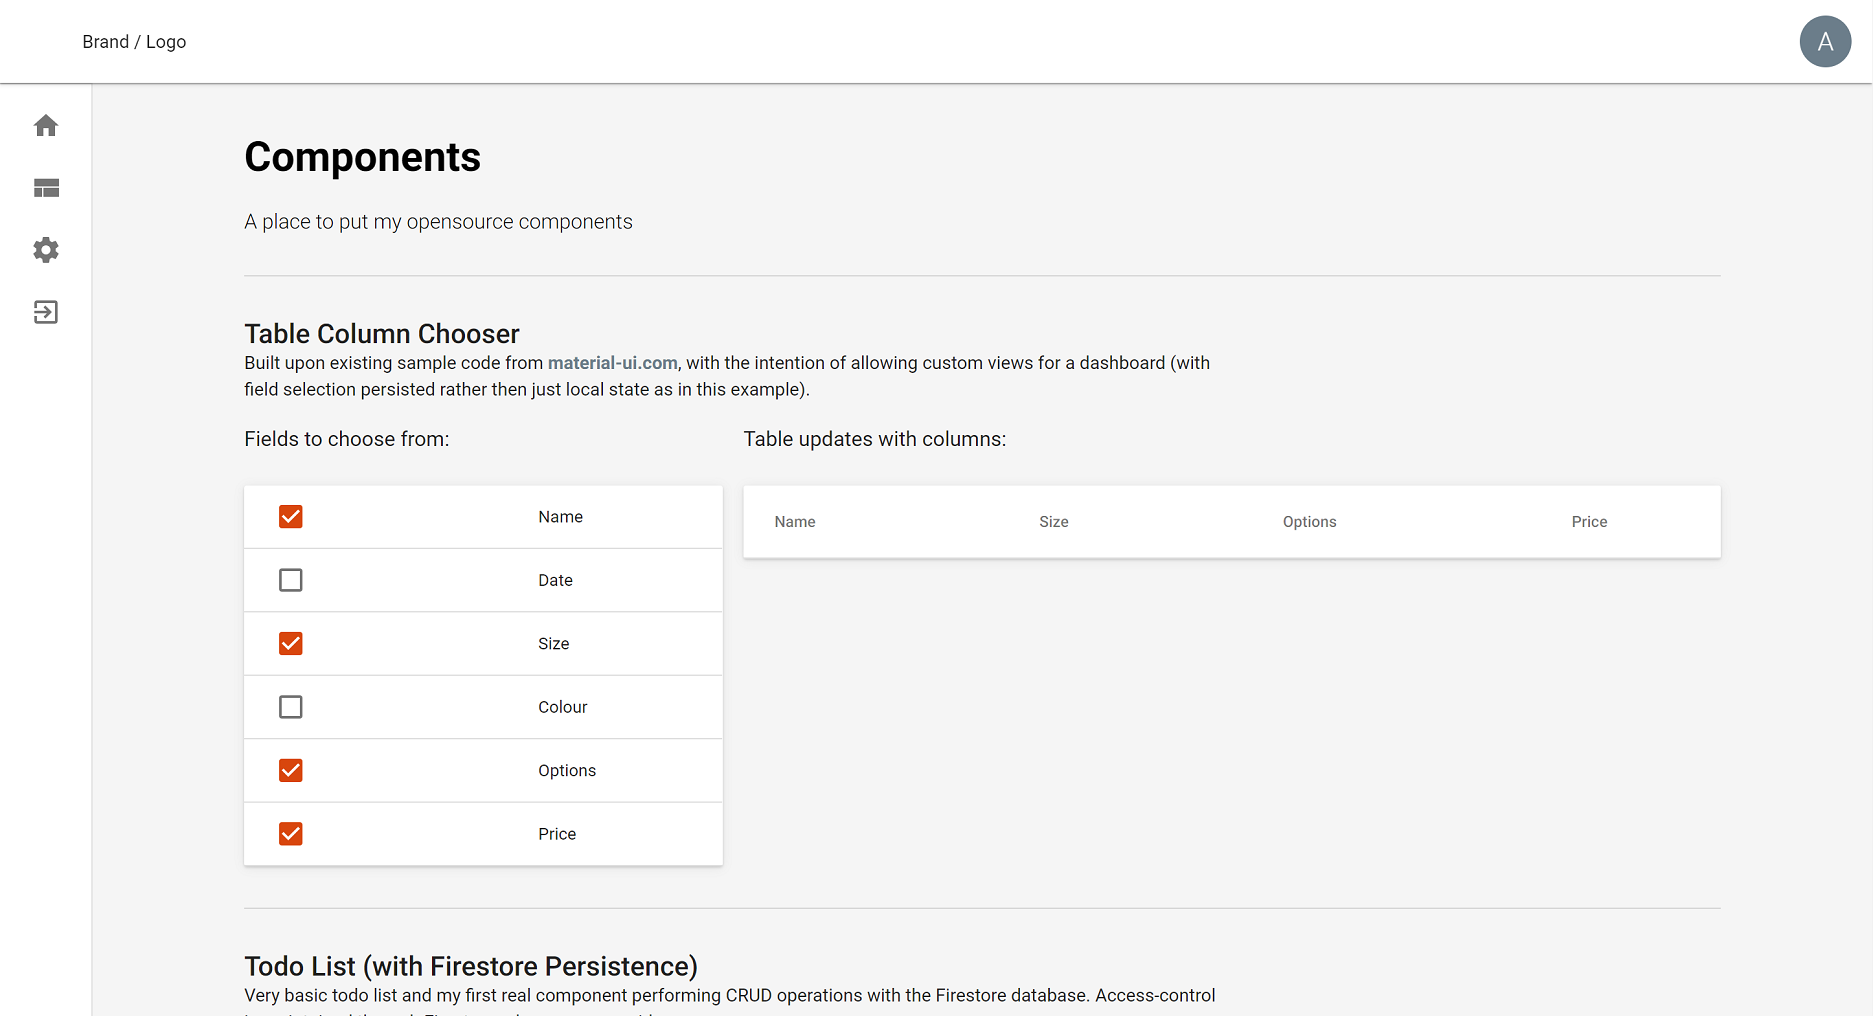 Brand / Logo
A
Components
A place to put my opensource components
Table Column Chooser
Built upon existing sample code from material-ui.com, with the intention of allowing custom views for a dashboard (with
field selection persisted rather then just local state as in this example).
Fields to choose from:
Table updates with columns:
Name
Date
Size
Colour
Options
Price
Name Size Options Price
Todo List (with Firestore Persistence)
Very basic todo list and my first real component performing CRUD operations with the Firestore database. Access-control